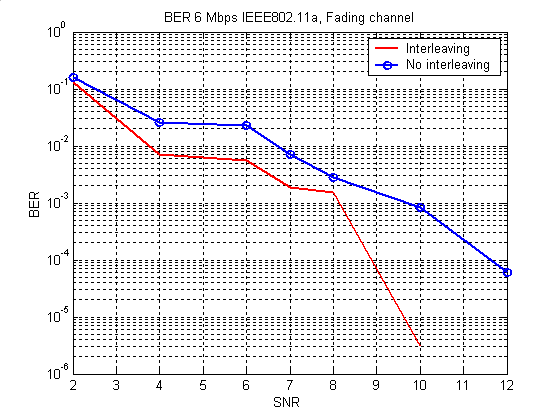 BER 6 Mbps IEEE802.11a, Fading channel
Interleaving
No interleaving
BER
10^0
10^-1
10^-2
10^-3
10^-4
10^-5
10^-6
2 3 4 5 6 7 8 9 10 11 12
SNR